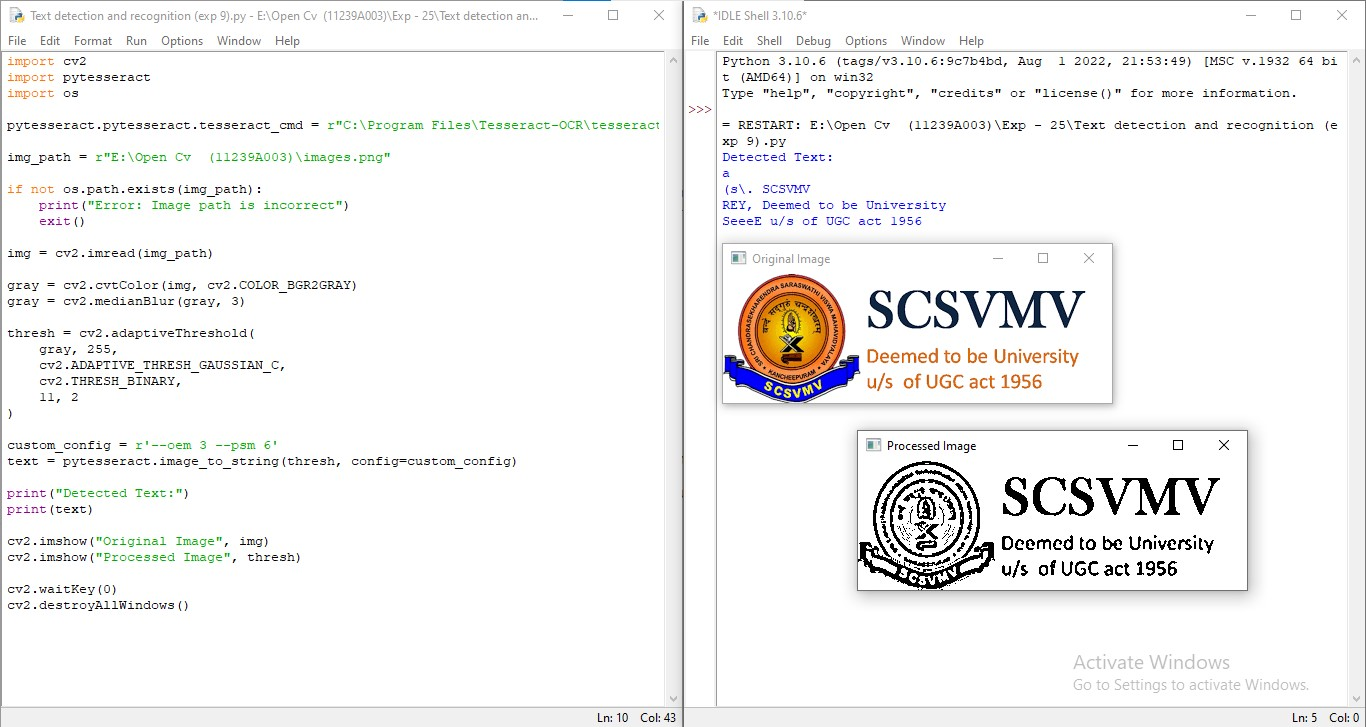 Text detection and recognition (exp 9).py - E:\Open Cv  (11239A003)\Exp - 25\Text detection an...
File Edit Format Run Options Window Help
import cv2
import pytesseract
import os
pytesseract.pytesseract.tesseract_cmd = r"C:\Program Files\Tesseract-OCR\tesseract
img_path = r"E:\Open Cv  (11239A003)\images.png"
if not os.path.exists(img_path):
    print("Error: Image path is incorrect")
    exit()
img = cv2.imread(img_path)
gray = cv2.cvtColor(img, cv2.COLOR_BGR2GRAY)
gray = cv2.medianBlur(gray, 3)
thresh = cv2.adaptiveThreshold(
    gray, 255,
    cv2.ADAPTIVE_THRESH_GAUSSIAN_C,
    cv2.THRESH_BINARY,
    11, 2
)
custom_config = r'--oem 3 --psm 6'
text = pytesseract.image_to_string(thresh, config=custom_config)
print("Detected Text:")
print(text)
cv2.imshow("Original Image", img)
cv2.imshow("Processed Image", thresh)
cv2.waitKey(0)
cv2.destroyAllWindows()
Ln: 10 Col: 43
*IDLE Shell 3.10.6*
File Edit Shell Debug Options Window Help
Python 3.10.6 (tags/v3.10.6:9c7b4bd, Aug  1 2022, 21:53:49) [MSC v.1932 64 bi
t (AMD64)] on win32
Type "help", "copyright", "credits" or "license()" for more information.
>>>
= RESTART: E:\Open Cv  (11239A003)\Exp - 25\Text detection and recognition (e
xp 9).py
Detected Text:
a
(s\. SCSVMV
REY, Deemed to be University
SeeeE u/s of UGC act 1956
Original Image
SRI CHANDRASEKHARENDRA SARASWATHI VISWA MAHAVIDYALAYA
KANCHEEPURAM
SCSVMV
SCSVMV
Deemed to be University
u/s  of UGC act 1956
Processed Image
SCSVMV
SCSVMV
Deemed to be University
u/s  of UGC act 1956
Activate Windows
Go to Settings to activate Windows.
Ln: 5 Col: 0